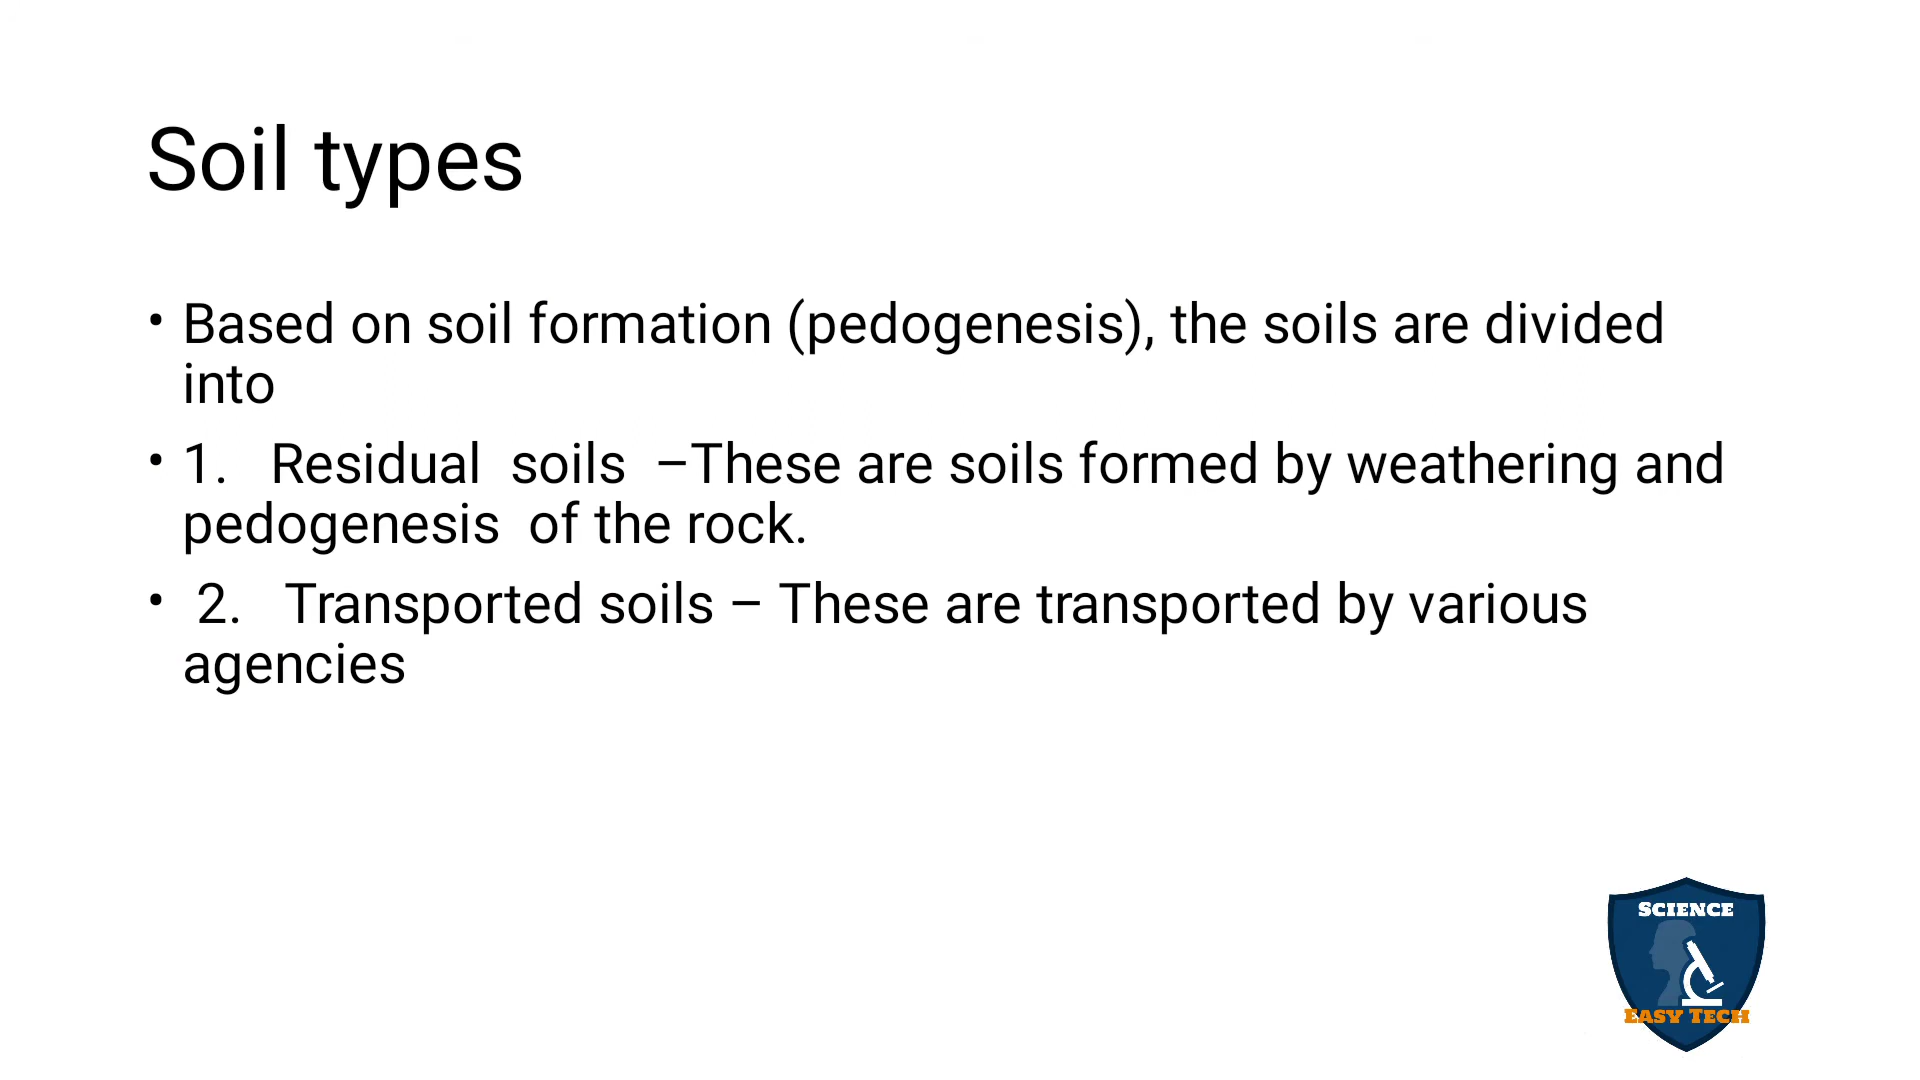 Soil types
• Based on soil formation (pedogenesis), the soils are divided
into
• 1.   Residual  soils  –These are soils formed by weathering and
pedogenesis  of the rock.
•  2.   Transported soils – These are transported by various
agencies
SCIENCE
EASY TECH